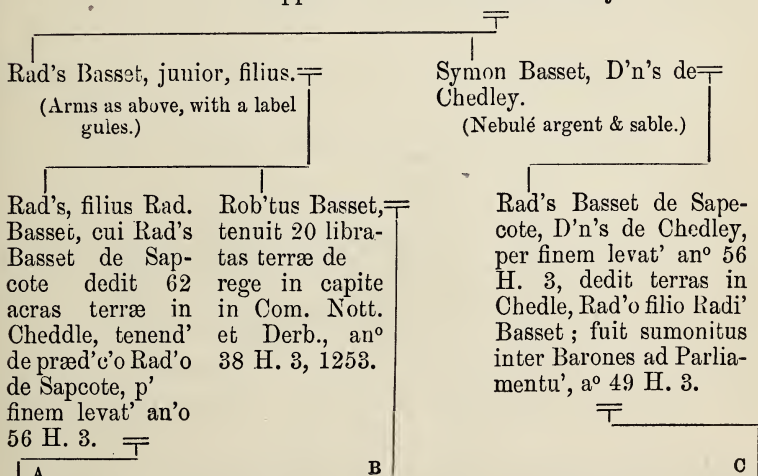 Rad's Basset, junior, filius.
(Arms as above, with a label
gules.)
Symon Basset, D'n's de
Chedley.
(Nebulé argent & sable.)
Rad's, filius Rad.
Basset, cui Rad's
Basset de Sap-
cote dedit 62
acras terræ in
Cheddle, tenend'
de præd'c'o Rad'o
de Sapcote, p'
finem levat' an'o
56 H. 3.
A
Rob'tus Basset,
tenuit 20 libra-
tas terræ de
rege in capite
in Com. Nott.
et Derb., anº
38 H. 3, 1253.
B
Rad's Basset de Sape-
cote, D'n's de Chedley,
per finem levat' anº 56
H. 3, dedit terras in
Chedle, Rad'o filio Radi'
Basset ; fuit sumonitus
inter Barones ad Parlia-
mentu', aº 49 H. 3.
C